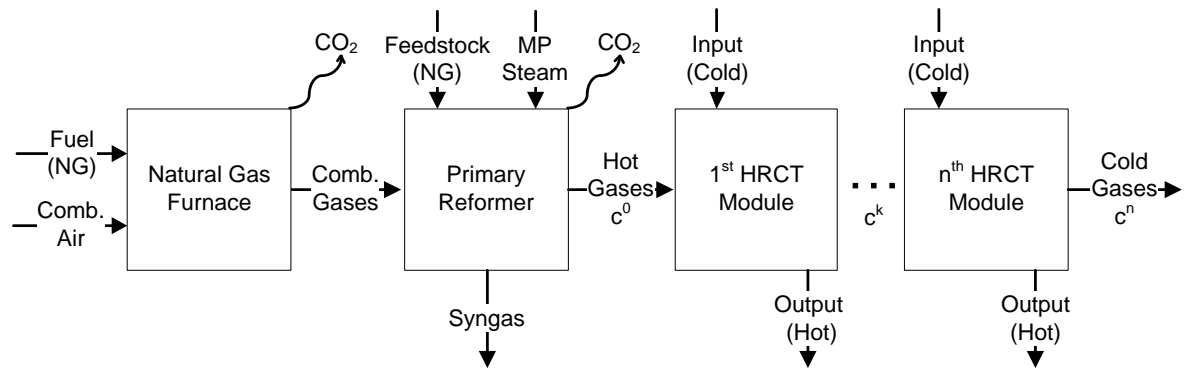 CO₂
Feedstock
(NG)
MP
Steam
CO₂
Input
(Cold)
Input
(Cold)
Fuel
(NG)
Comb.
Air
Natural Gas
Furnace
Comb.
Gases
Primary
Reformer
Hot
Gases
c⁰
1ˢᵗ HRCT
Module
...
cᵏ
nᵗʰ HRCT
Module
Cold
Gases
cⁿ
Syngas
Output
(Hot)
Output
(Hot)